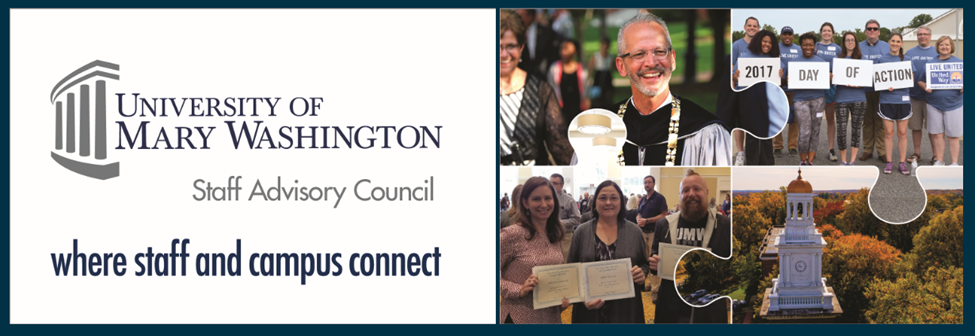 UNIVERSITY OF
MARY WASHINGTON
Staff Advisory Council
where staff and campus connect
2017
DAY
OF
ACTION
LIVE UNITED
United
Way
UMW